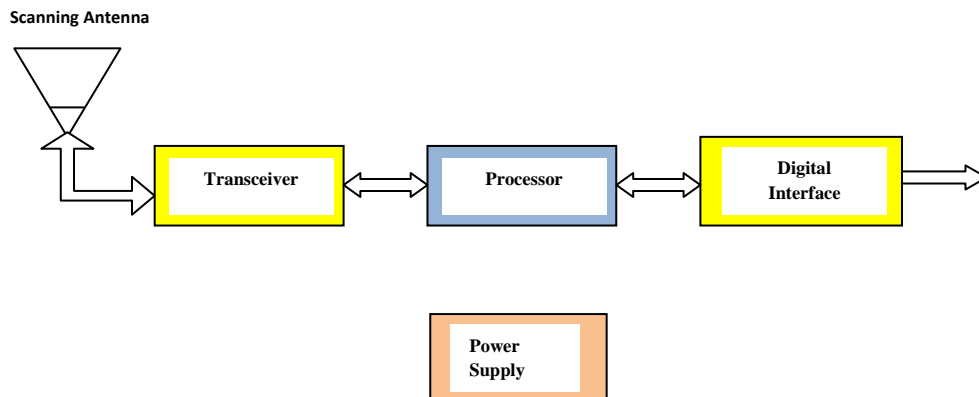 Scanning Antenna
Transceiver
Processor
Digital
Interface
Power
Supply